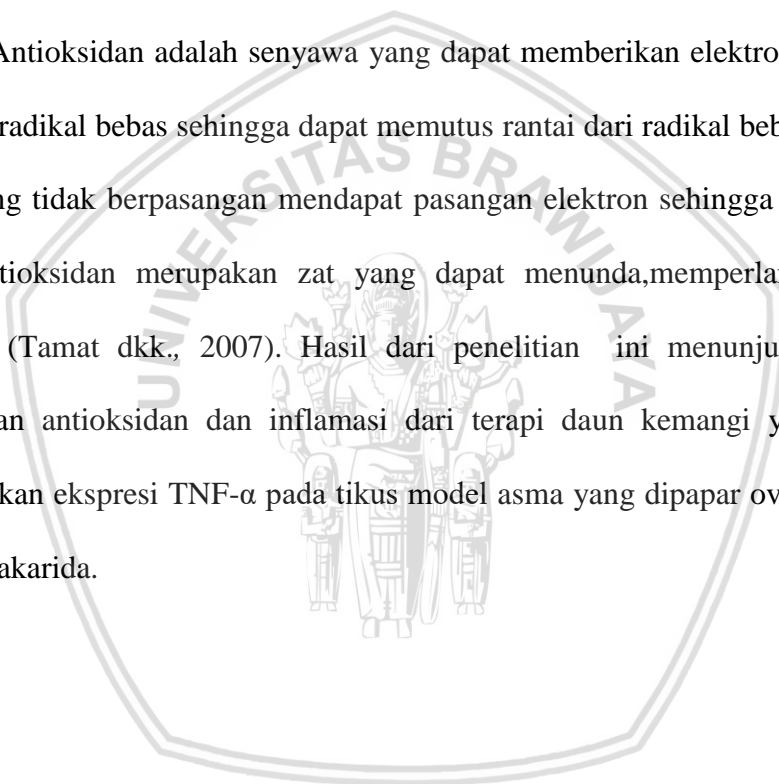 Antioksidan adalah senyawa yang dapat memberikan elektro
radikal bebas sehingga dapat memutus rantai dari radikal beb
ng tidak berpasangan mendapat pasangan elektron sehingga
tioksidan merupakan zat yang dapat menunda,memperla
(Tamat dkk., 2007). Hasil dari penelitian ini menunju
an antioksidan dan inflamasi dari terapi daun kemangi y
kan ekspresi TNF-α pada tikus model asma yang dipapar ov
akarida.
UNIVERSITAS BRAWIJAYA